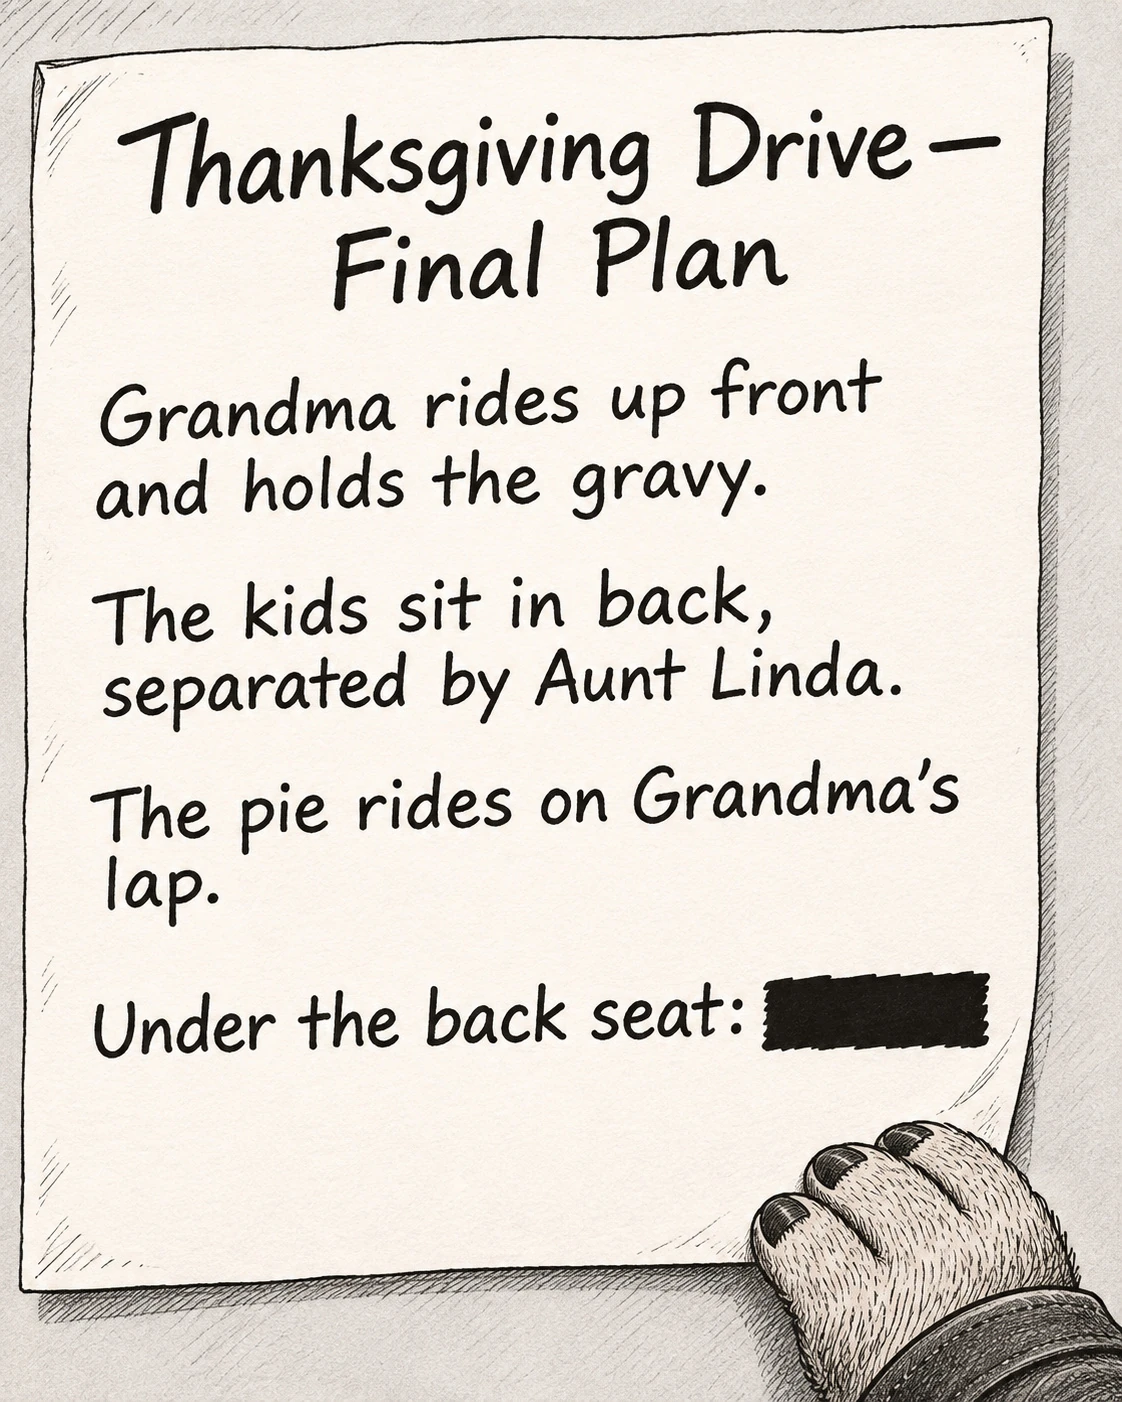 Thanksgiving Drive—
Final Plan
Grandma rides up front
and holds the gravy.
The kids sit in back,
separated by Aunt Linda.
The pie rides on Grandma's
lap.
Under the back seat: